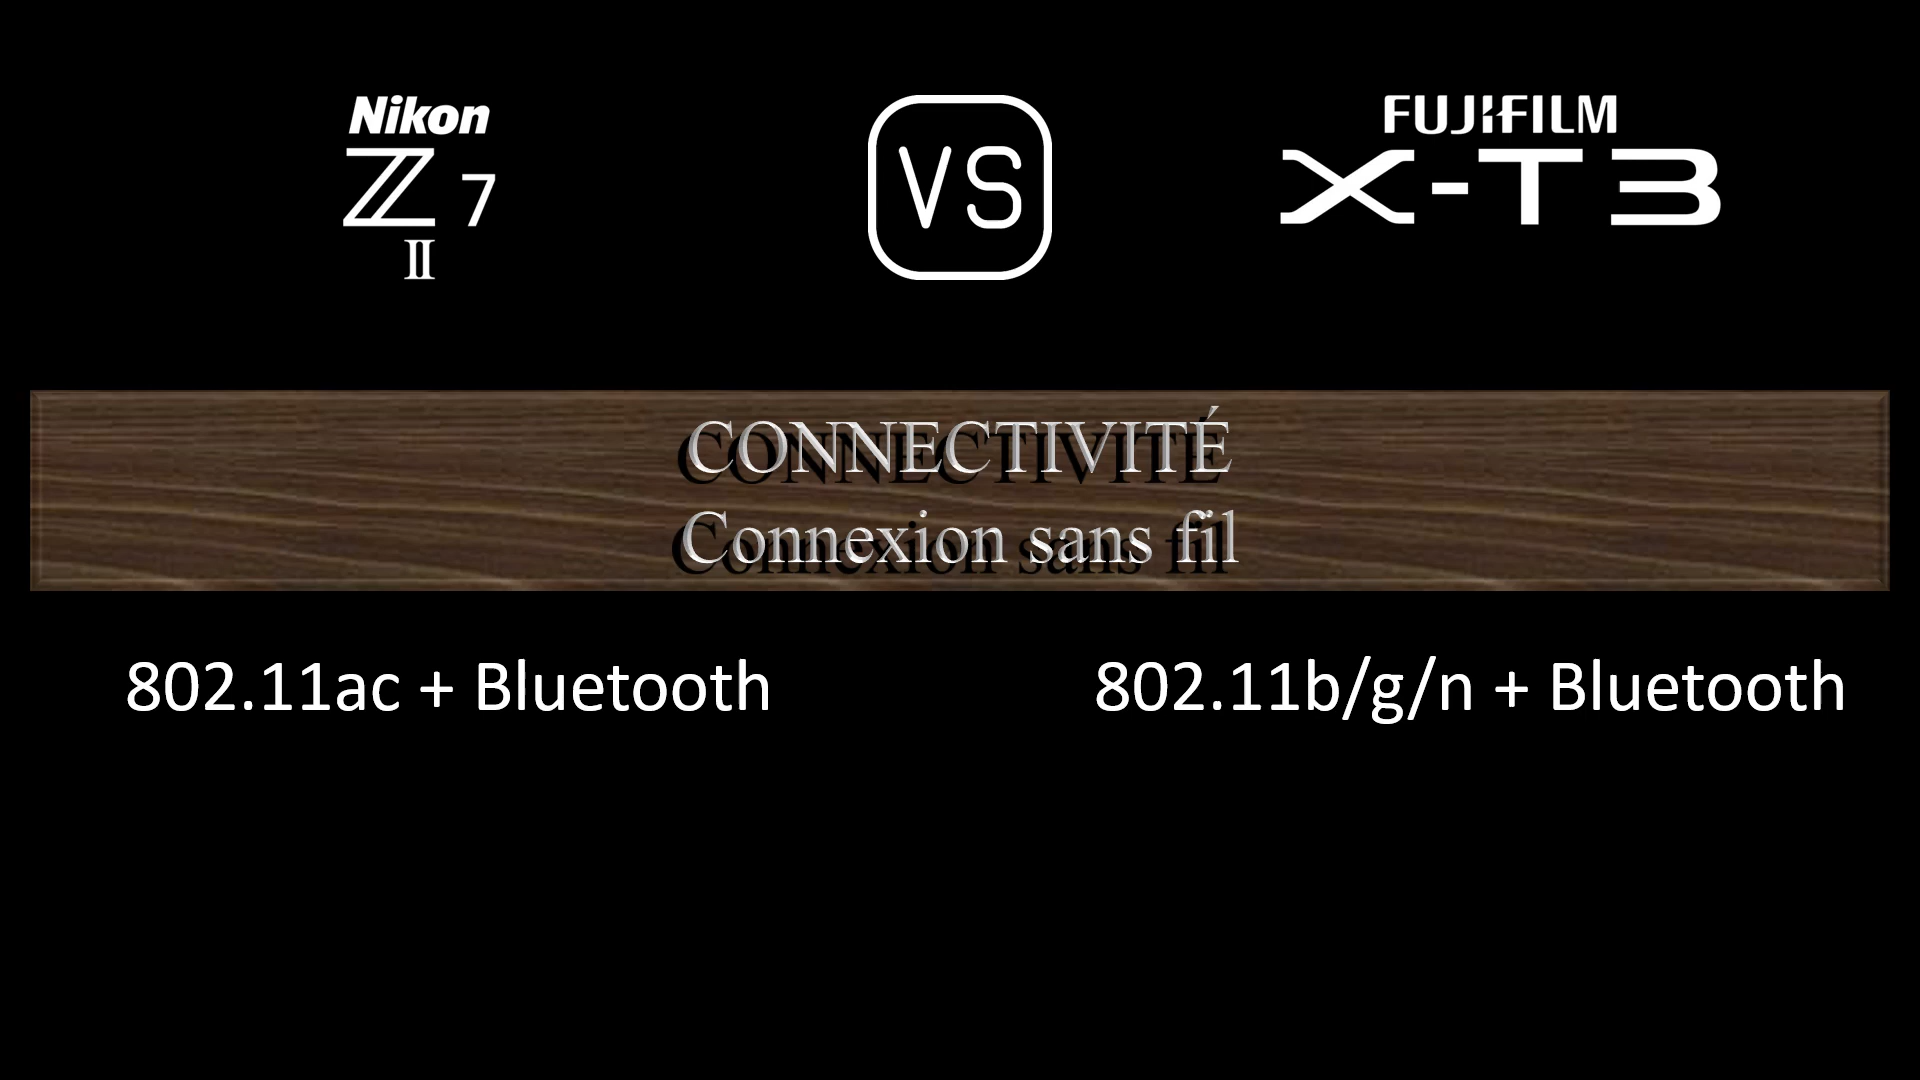 Nikon
Z 7
II
VS
FUJIFILM
X-T3
CONNECTIVITÉ
Connexion sans fil
802.11ac + Bluetooth
802.11b/g/n + Bluetooth